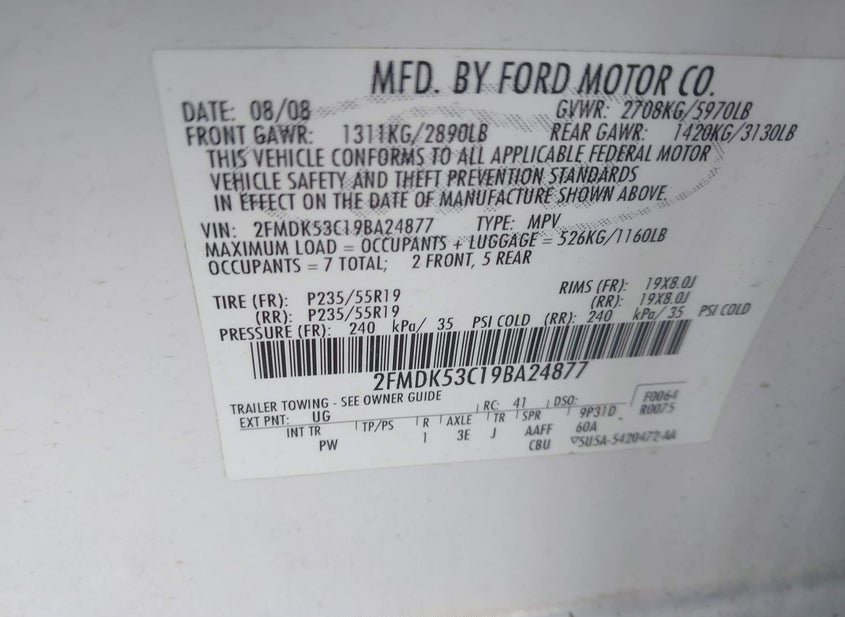 MFD. BY FORD MOTOR CO.
DATE: 08/08 GVWR: 2708KG/5970LB
FRONT GAWR: 1311KG/2890LB REAR GAWR: 1420KG/3130LB
THIS VEHICLE CONFORMS TO ALL APPLICABLE FEDERAL MOTOR
VEHICLE SAFETY AND THEFT PREVENTION STANDARDS
IN EFFECT ON THE DATE OF MANUFACTURE SHOWN ABOVE.
VIN: 2FMDK53C19BA24877 TYPE: MPV
MAXIMUM LOAD = OCCUPANTS + LUGGAGE = 526KG/1160LB
OCCUPANTS = 7 TOTAL; 2 FRONT, 5 REAR
TIRE (FR): P235/55R19 RIMS (FR): 19X8.0J
(RR): P235/55R19 (RR): 19X8.0J
PRESSURE (FR): 240 kPa/ 35 PSI COLD (RR): 240 kPa/ 35 PSI COLD
2FMDK53C19BA24877
TRAILER TOWING - SEE OWNER GUIDE
EXT PNT: UG RC: 41 DSO: F0064
INT TR TP/PS R AXLE TR SPR 9P31D R0075
PW 1 3E J AAFF 60A
CBU 5U5A-5420472-AA